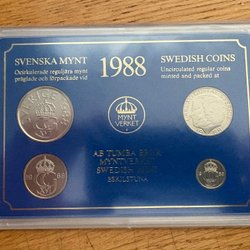 SVENSKA MYNT
Ocirkulerade reguljära mynt
präglade och förpackade vid
1988
SWEDISH COINS
Uncirculated regular coins
minted and packed at
MYNT
VERKET
AB TUMBA BRUK
MYNTVERKET
SWEDISH MINT
ESKILSTUNA